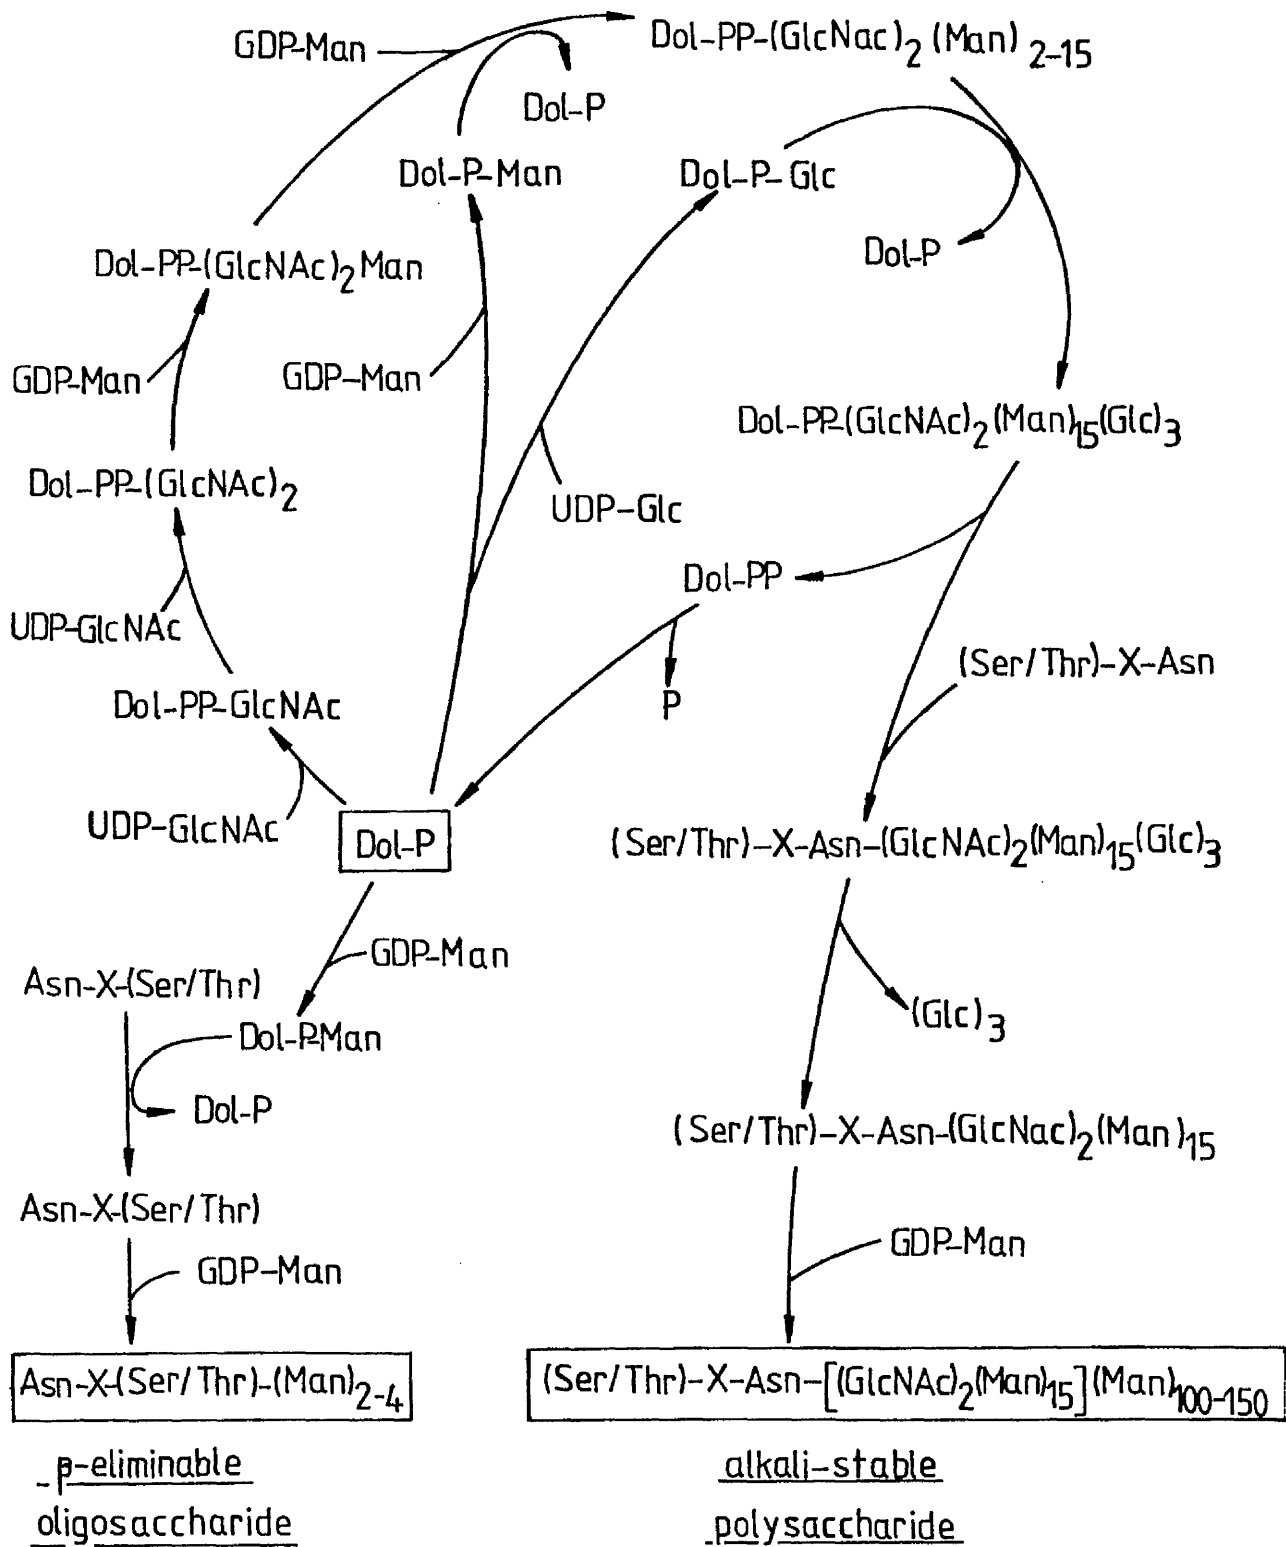 GDP-Man
Dol-PP-(GlcNac)2(Man)2-15
Dol-P
Dol-P-Man
Dol-P-Glc
Dol-P
Dol-PP-(GlcNAc)2Man
GDP-Man
GDP-Man
Dol-PP-(GlcNAc)2(Man)15(Glc)3
Dol-PP-(GlcNAc)2
UDP-Glc
Dol-PP
UDP-GlcNAc
(Ser/Thr)-X-Asn
Dol-PP-GlcNAc
P
UDP-GlcNAc
Dol-P
(Ser/Thr)-X-Asn-(GlcNAc)2(Man)15(Glc)3
GDP-Man
Asn-X-(Ser/Thr)
(Glc)3
Dol-P-Man
Dol-P
(Ser/Thr)-X-Asn-(GlcNac)2(Man)15
Asn-X-(Ser/Thr)
GDP-Man
GDP-Man
Asn-X-(Ser/Thr)-(Man)2-4
(Ser/Thr)-X-Asn-[(GlcNAc)2(Man)15](Man)100-150
p-eliminable
oligosaccharide
alkali-stable
polysaccharide